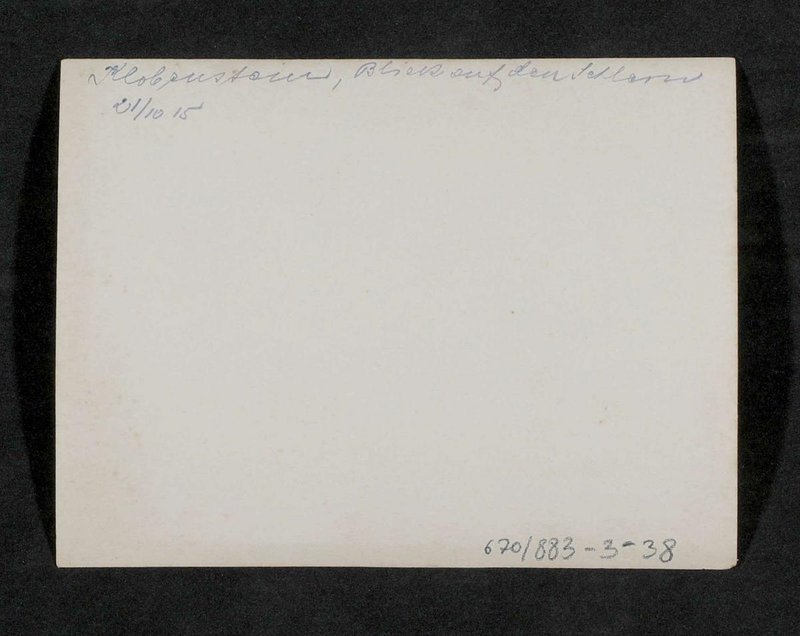 Klobenstein, Blick auf den Schlern
21/10 15
670/883-3-38